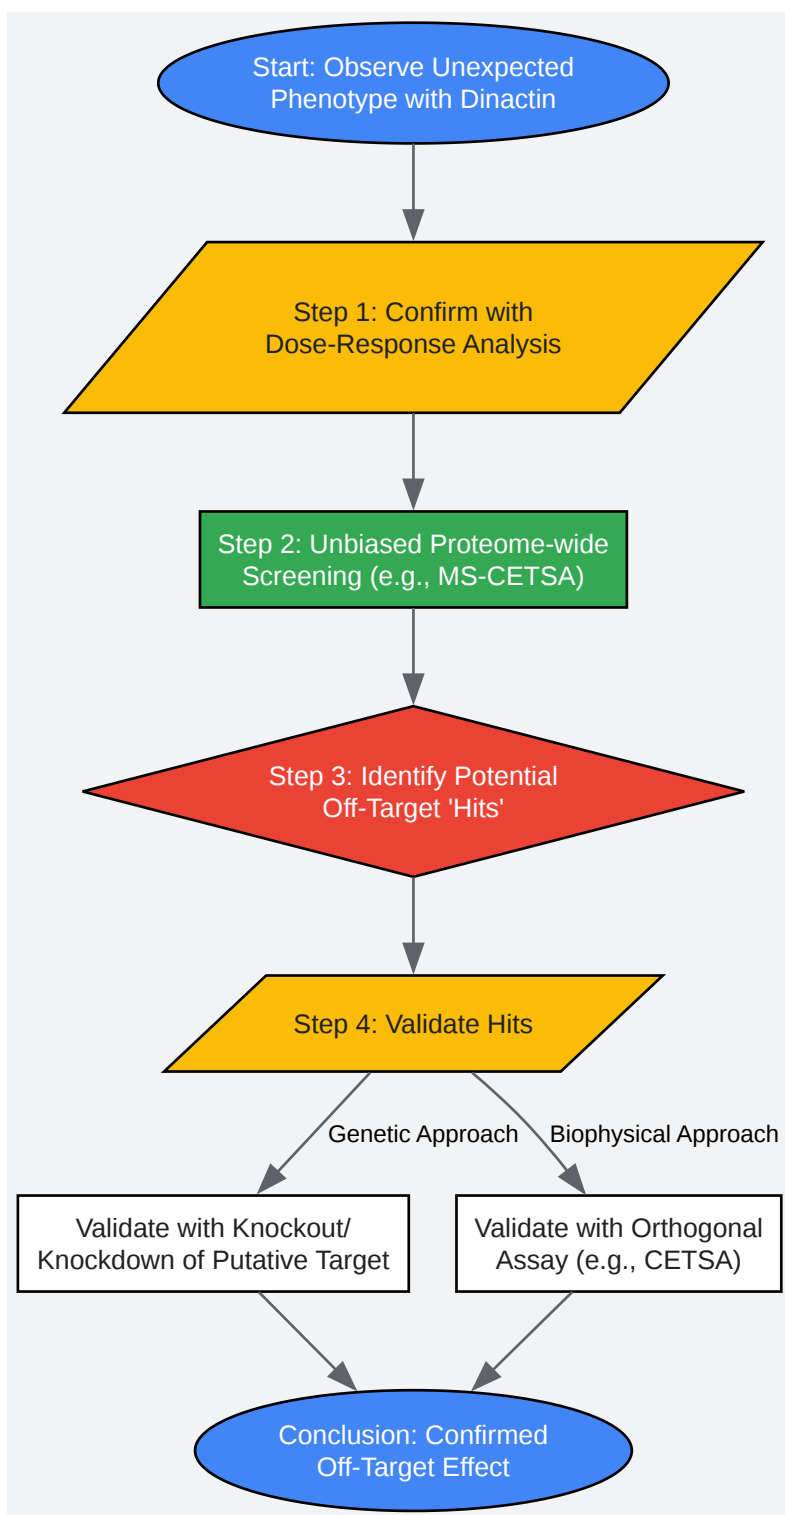 Start: Observe Unexpected
Phenotype with Dinactin
Step 1: Confirm with
Dose-Response Analysis
Step 2: Unbiased Proteome-wide
Screening (e.g., MS-CETSA)
Step 3: Identify Potential
Off-Target 'Hits'
Step 4: Validate Hits
Genetic Approach
Biophysical Approach
Validate with Knockout/
Knockdown of Putative Target
Validate with Orthogonal
Assay (e.g., CETSA)
Conclusion: Confirmed
Off-Target Effect